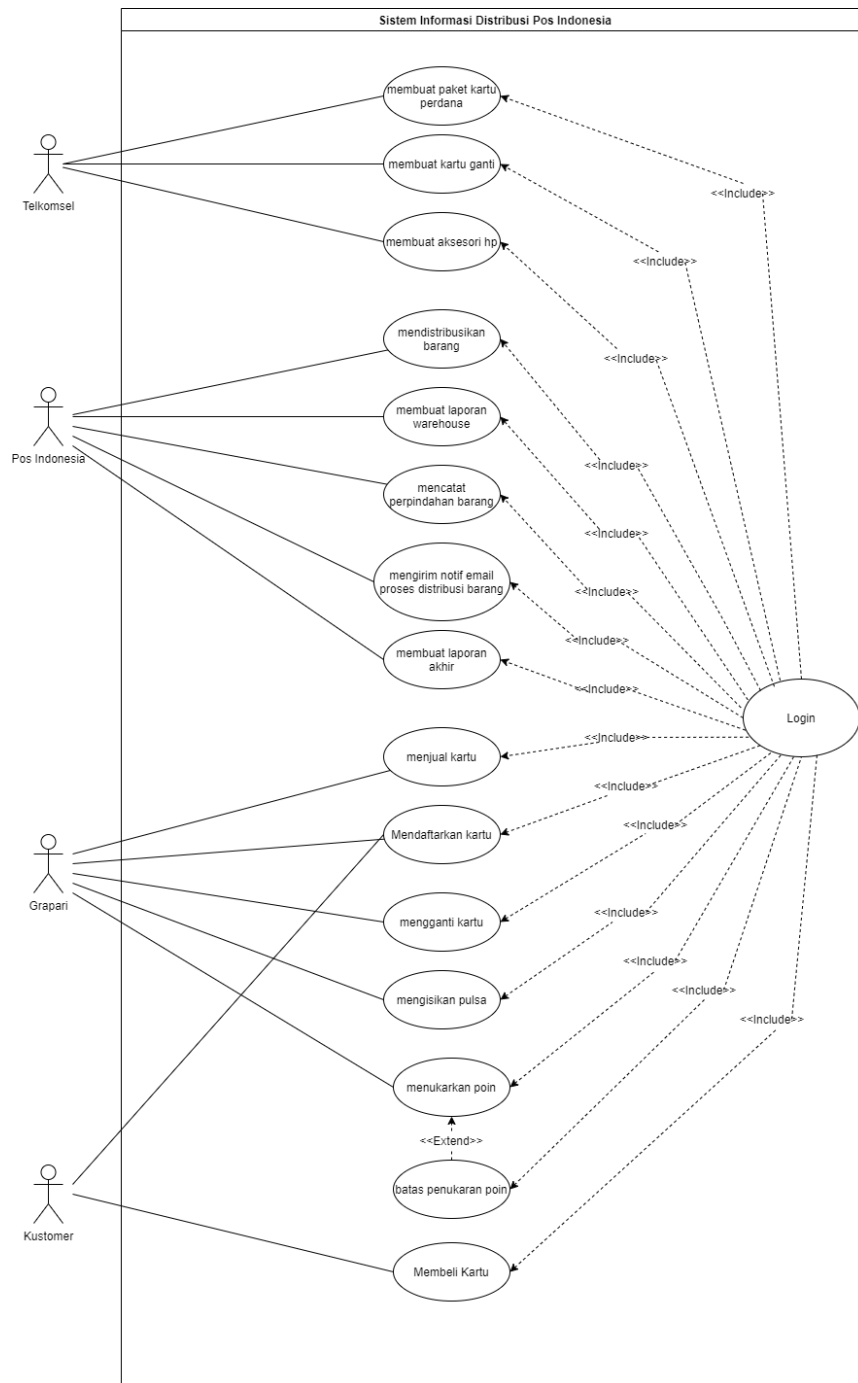 Sistem Informasi Distribusi Pos Indonesia
membuat paket kartu
perdana
<<Include>>
Telkomsel
membuat kartu ganti
<<Include>>
membuat aksesori hp
<<Include>>
mendistribusikan
barang
<<Include>>
Pos Indonesia
membuat laporan
warehouse
<<Include>>
mencatat
perpindahan barang
<<Include>>
mengirim notif email
proses distribusi barang
<<Include>>
membuat laporan
akhir
<<Include>>
Login
menjual kartu
<<Include>>
Grapari
Mendaftarkan kartu
<<Include>>
mengganti kartu
<<Include>>
mengisikan pulsa
<<Include>>
menukarkan poin
<<Include>>
<<Extend>>
batas penukaran poin
<<Include>>
Kustomer
Membeli Kartu
<<Include>>